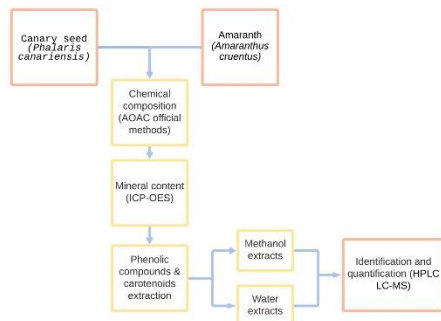 Canary seed
(Phalaris
canariensis)
Amaranth
(Amaranthus
cruentus)
Chemical
composition
(AOAC official
methods)
Mineral content
(ICP-OES)
Phenolic
compounds &
carotenoids
extraction
Methanol
extracts
Water
extracts
Identification and
quantification (HPLC
LC-MS)